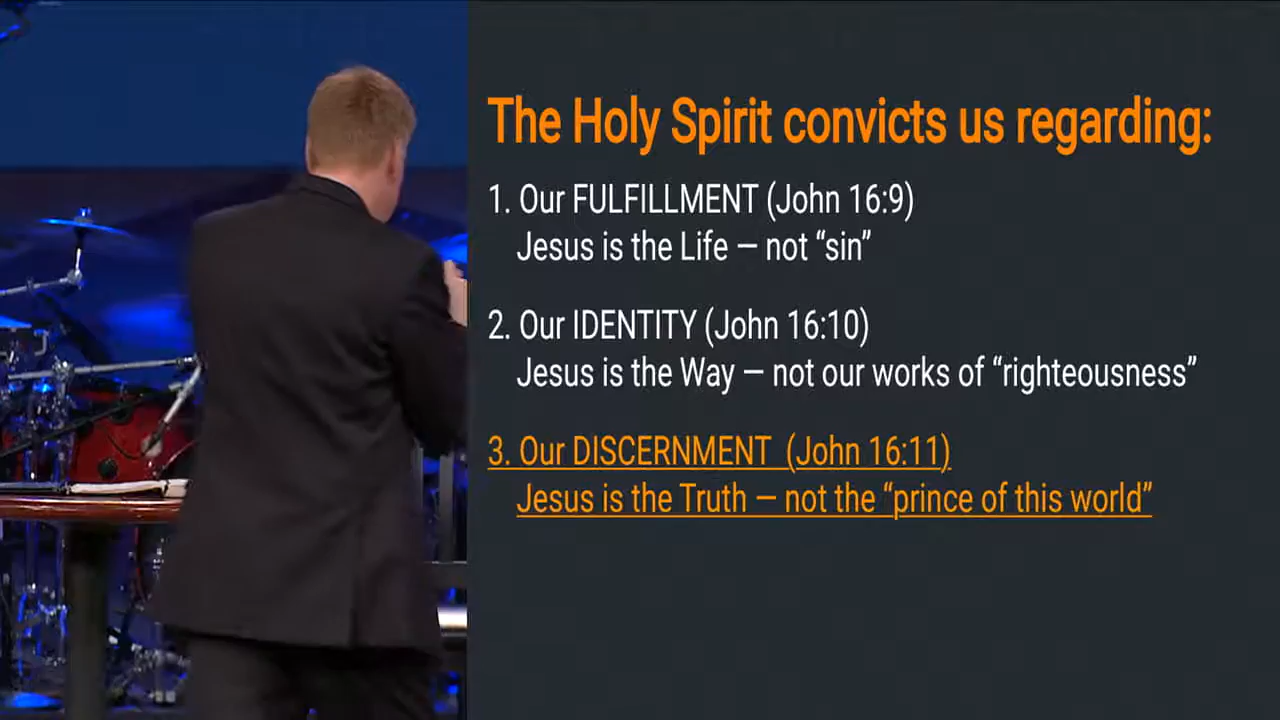 The Holy Spirit convicts us regarding:
1. Our FULFILLMENT (John 16:9)
Jesus is the Life — not “sin”
2. Our IDENTITY (John 16:10)
Jesus is the Way — not our works of “righteousness”
3. Our DISCERNMENT (John 16:11)
Jesus is the Truth — not the “prince of this world”